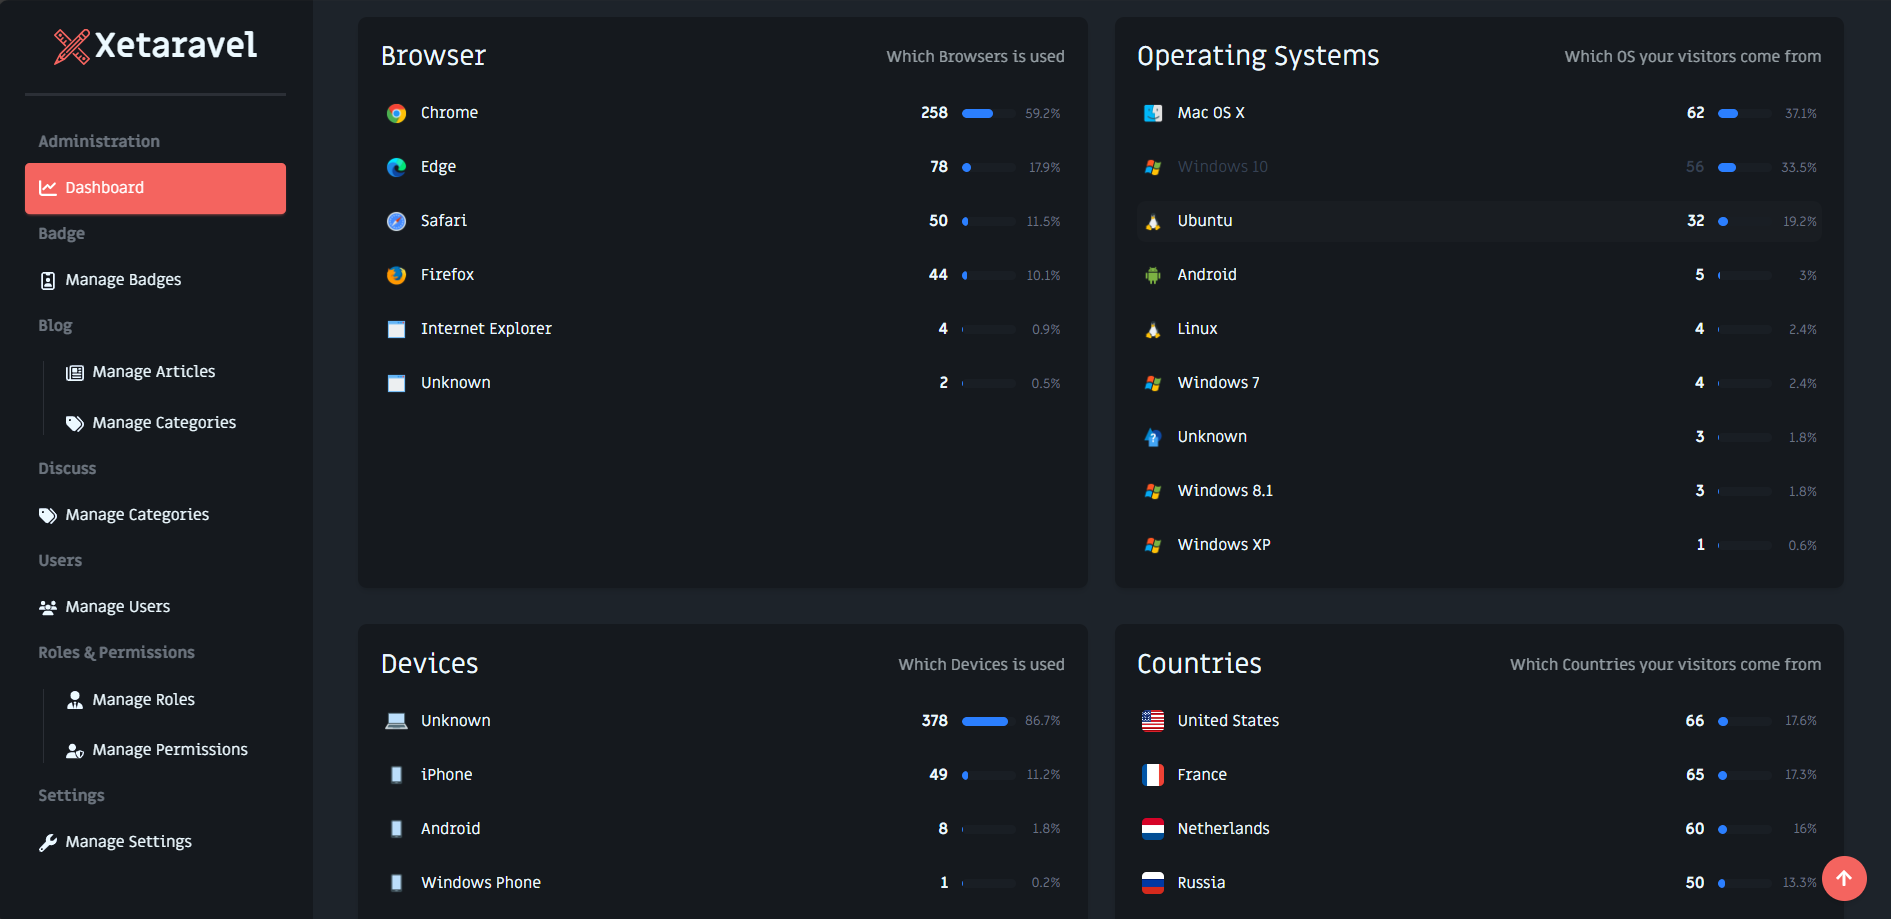 Xetaravel
Administration
Dashboard
Badge
Manage Badges
Blog
Manage Articles
Manage Categories
Discuss
Manage Categories
Users
Manage Users
Roles & Permissions
Manage Roles
Manage Permissions
Settings
Manage Settings
Browser
Which Browsers is used
Chrome 258 59.2%
Edge 78 17.9%
Safari 50 11.5%
Firefox 44 10.1%
Internet Explorer 4 0.9%
Unknown 2 0.5%
Operating Systems
Which OS your visitors come from
Mac OS X 62 37.1%
Windows 10 56 33.5%
Ubuntu 32 19.2%
Android 5 3%
Linux 4 2.4%
Windows 7 4 2.4%
Unknown 3 1.8%
Windows 8.1 3 1.8%
Windows XP 1 0.6%
Devices
Which Devices is used
Unknown 378 86.7%
iPhone 49 11.2%
Android 8 1.8%
Windows Phone 1 0.2%
Countries
Which Countries your visitors come from
United States 66 17.6%
France 65 17.3%
Netherlands 60 16%
Russia 50 13.3%